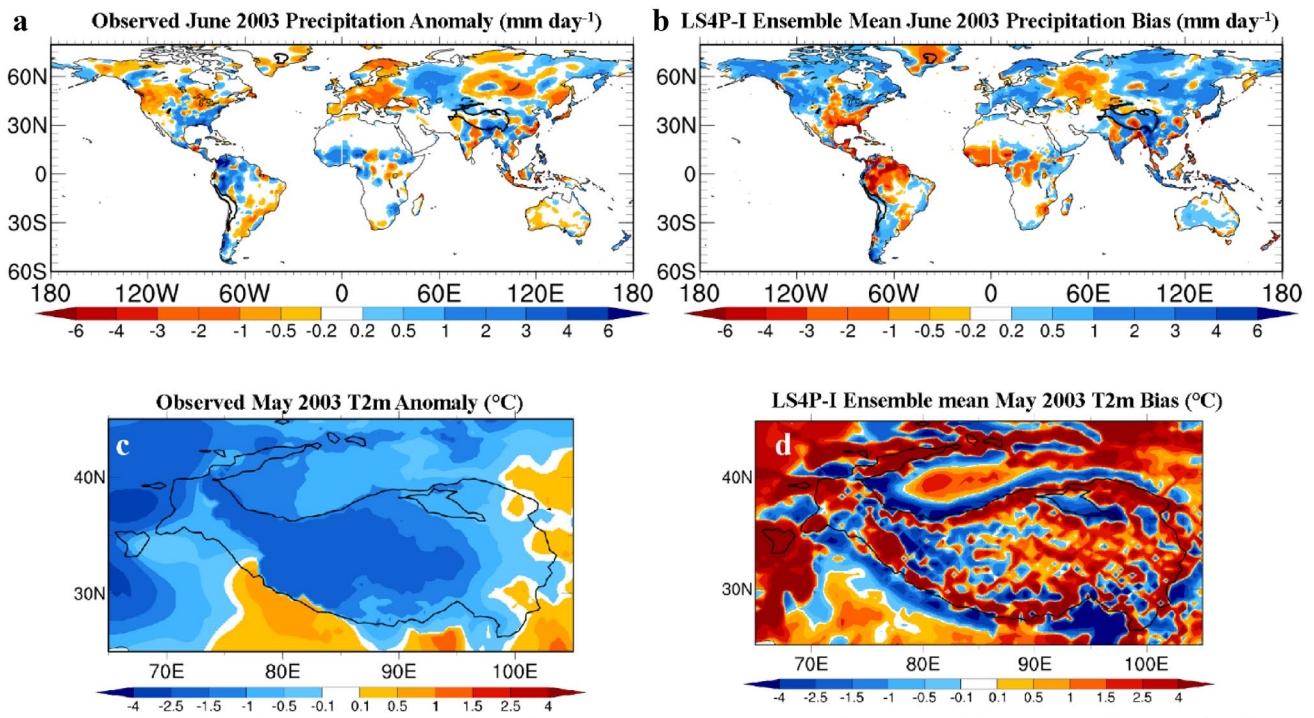 a
Observed June 2003 Precipitation Anomaly (mm day-1)
60N
30N
0
30S
60S
180 120W 60W 0 60E 120E 180
-6 -4 -3 -2 -1 -0.5 -0.2 0.2 0.5 1 2 3 4 6
b
LS4P-I Ensemble Mean June 2003 Precipitation Bias (mm day-1)
60N
30N
0
30S
60S
180 120W 60W 0 60E 120E 180
-6 -4 -3 -2 -1 -0.5 -0.2 0.2 0.5 1 2 3 4 6
Observed May 2003 T2m Anomaly (°C)
c
40N
30N
70E 80E 90E 100E
-4 -2.5 -1.5 -1 -0.5 -0.1 0.1 0.5 1 1.5 2.5 4
LS4P-I Ensemble mean May 2003 T2m Bias (°C)
d
40N
30N
70E 80E 90E 100E
-4 -2.5 -1.5 -1 -0.5 -0.1 0.1 0.5 1 1.5 2.5 4